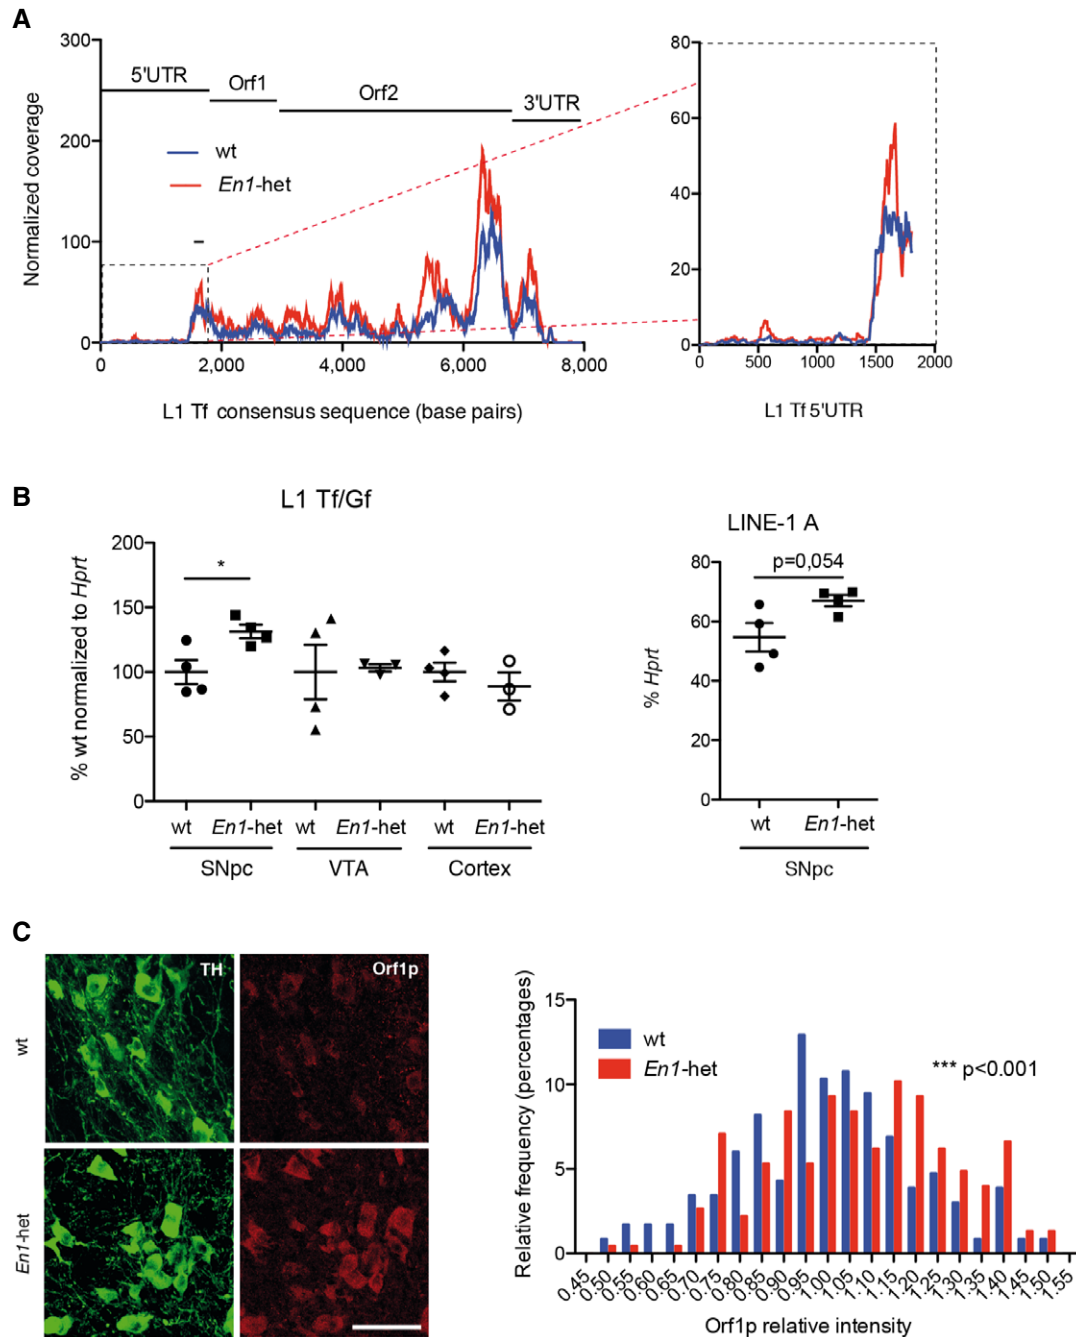 A
300
200
100
0
Normalized coverage
5'UTR
Orf1
Orf2
3'UTR
wt
En1-het
0
2,000
4,000
6,000
8,000
L1 Tf consensus sequence (base pairs)
80
60
40
20
0
0
500
1000
1500
2000
L1 Tf 5'UTR
B
L1 Tf/Gf
% wt normalized to Hprt
200
150
100
50
0
*
wt
En1-het
wt
En1-het
wt
En1-het
SNpc
VTA
Cortex
LINE-1 A
% Hprt
80
60
40
20
0
p=0,054
wt
En1-het
SNpc
C
TH
Orf1p
wt
En1-het
Relative frequency (percentages)
15
10
5
0
wt
En1-het
*** p<0.001
0.45
0.50
0.55
0.60
0.65
0.70
0.75
0.80
0.85
0.90
0.95
1.00
1.05
1.10
1.15
1.20
1.25
1.30
1.35
1.40
1.45
1.50
1.55
Orf1p relative intensity